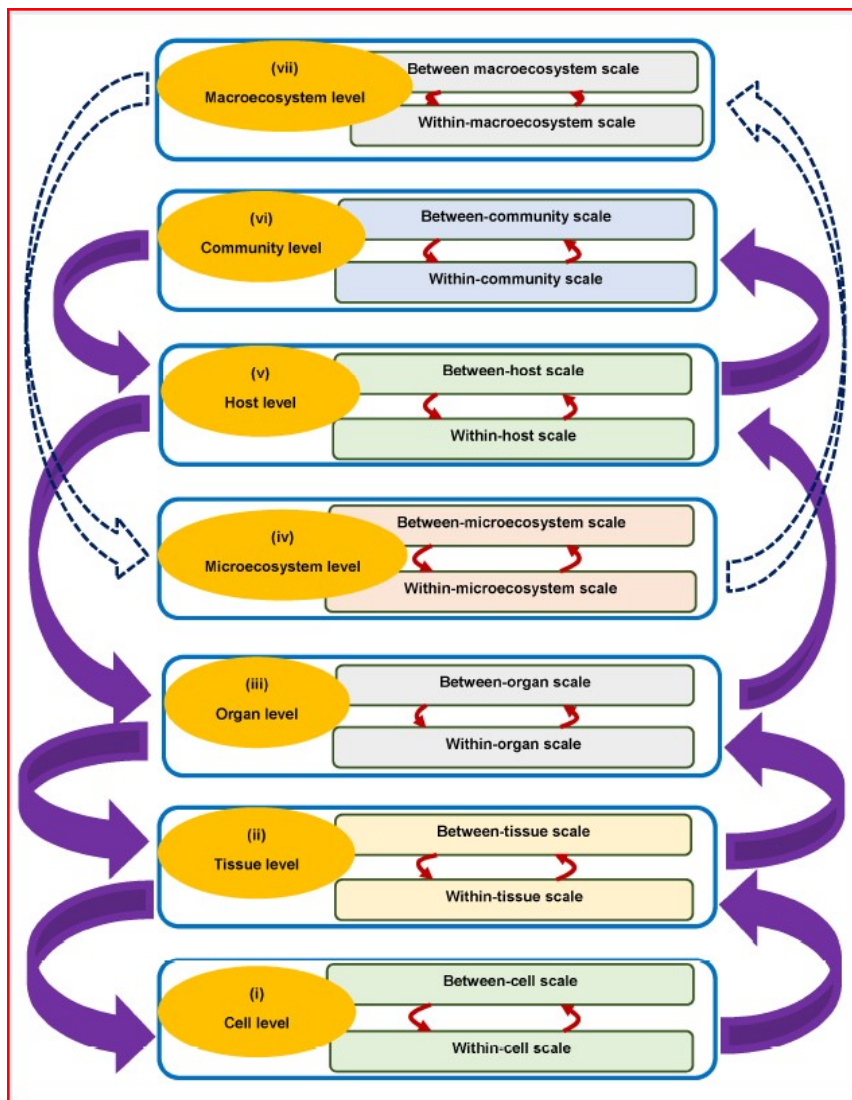 (vii)
Macroecosystem level
Between macroecosystem scale
Within-macroecosystem scale
(vi)
Community level
Between-community scale
Within-community scale
(v)
Host level
Between-host scale
Within-host scale
(iv)
Microecosystem level
Between-microecosystem scale
Within-microecosystem scale
(iii)
Organ level
Between-organ scale
Within-organ scale
(ii)
Tissue level
Between-tissue scale
Within-tissue scale
(i)
Cell level
Between-cell scale
Within-cell scale